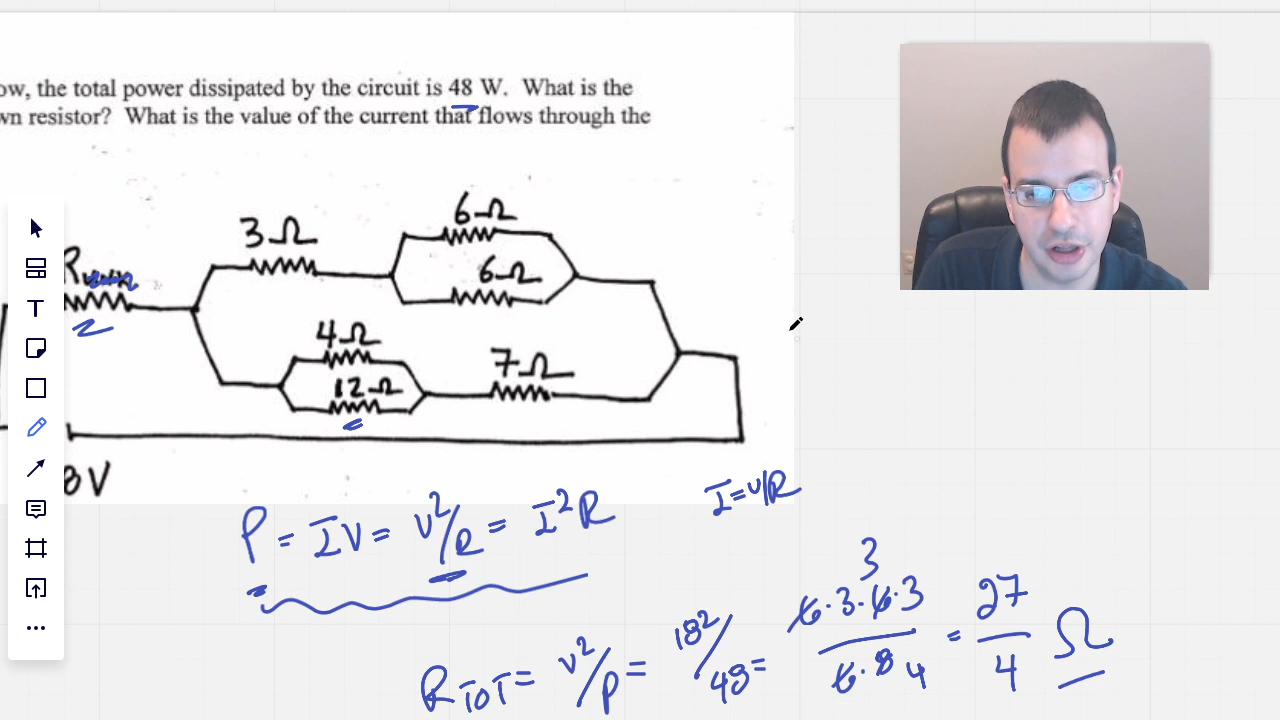 ow, the total power dissipated by the circuit is 48 W. What is the
wn resistor? What is the value of the current that flows through the
6Ω
3Ω
6Ω
R
4Ω
7Ω
12Ω
8V
I=V/R
P = IV = V²/R = I²R
3
R TOT = V²/P = 18²/48 = 6·3·6·3/6·8 4 = 27/4 Ω
T